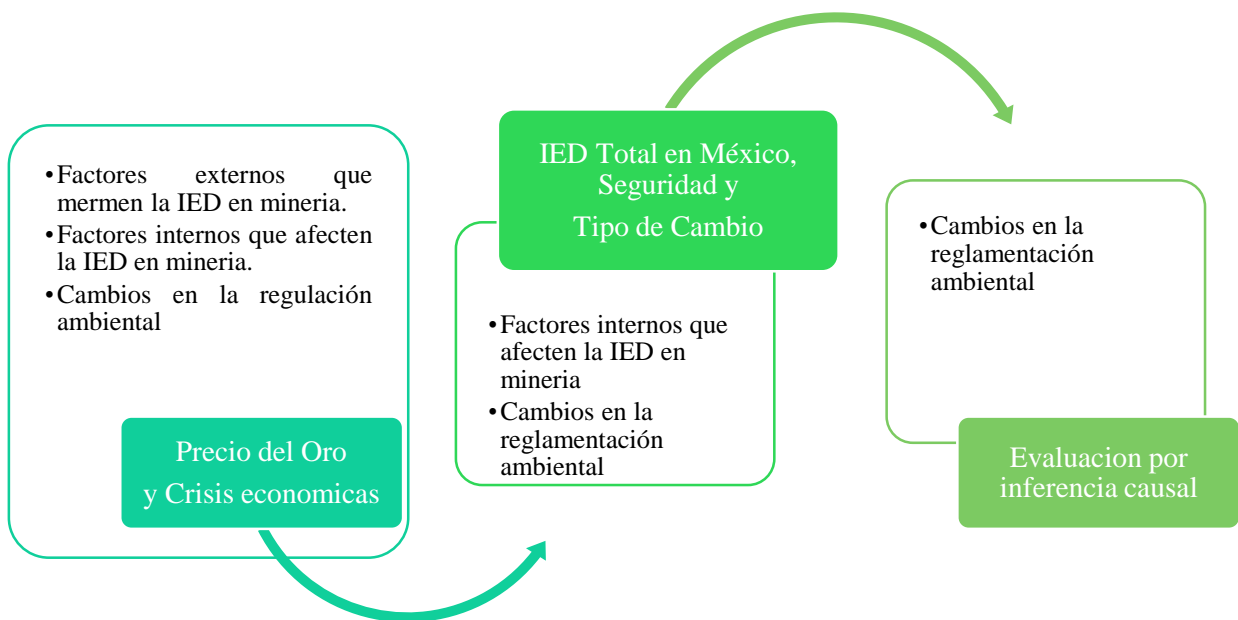 •Factores externos que
mermen la IED en mineria.
•Factores internos que afecten
la IED en mineria.
•Cambios en la regulación
ambiental
Precio del Oro
y Crisis economicas
IED Total en México,
Seguridad y
Tipo de Cambio
•Factores internos que
afecten la IED en
mineria
•Cambios en la
reglamentación
ambiental
•Cambios en la
reglamentación
ambiental
Evaluacion por
inferencia causal